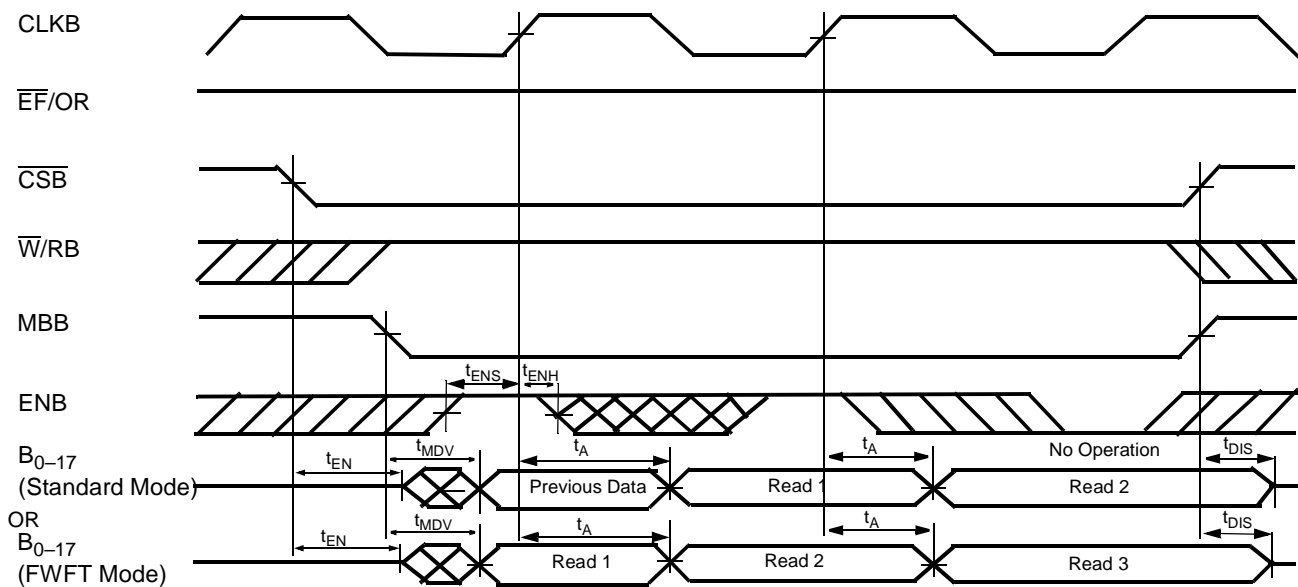 CLKB
EF/OR
CSB
W/RB
MBB
tENS tENH
ENB
tMDV tA tA No Operation tDIS
B0–17
tEN
(Standard Mode) Previous Data Read 1 Read 2
OR
tMDV tA tA tDIS
B0–17
tEN
(FWFT Mode) Read 1 Read 2 Read 3